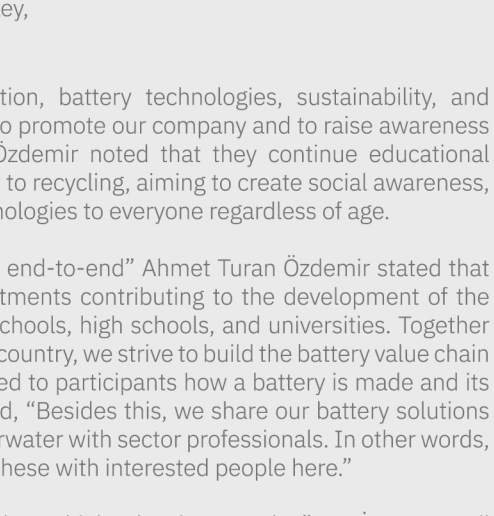 ey,
tion, battery technologies, sustainability, and
o promote our company and to raise awareness
Özdemir noted that they continue educational
to recycling, aiming to create social awareness,
nologies to everyone regardless of age.
end-to-end” Ahmet Turan Özdemir stated that
tments contributing to the development of the
chools, high schools, and universities. Together
country, we strive to build the battery value chain
ed to participants how a battery is made and its
d, “Besides this, we share our battery solutions
rwater with sector professionals. In other words,
hese with interested people here.”